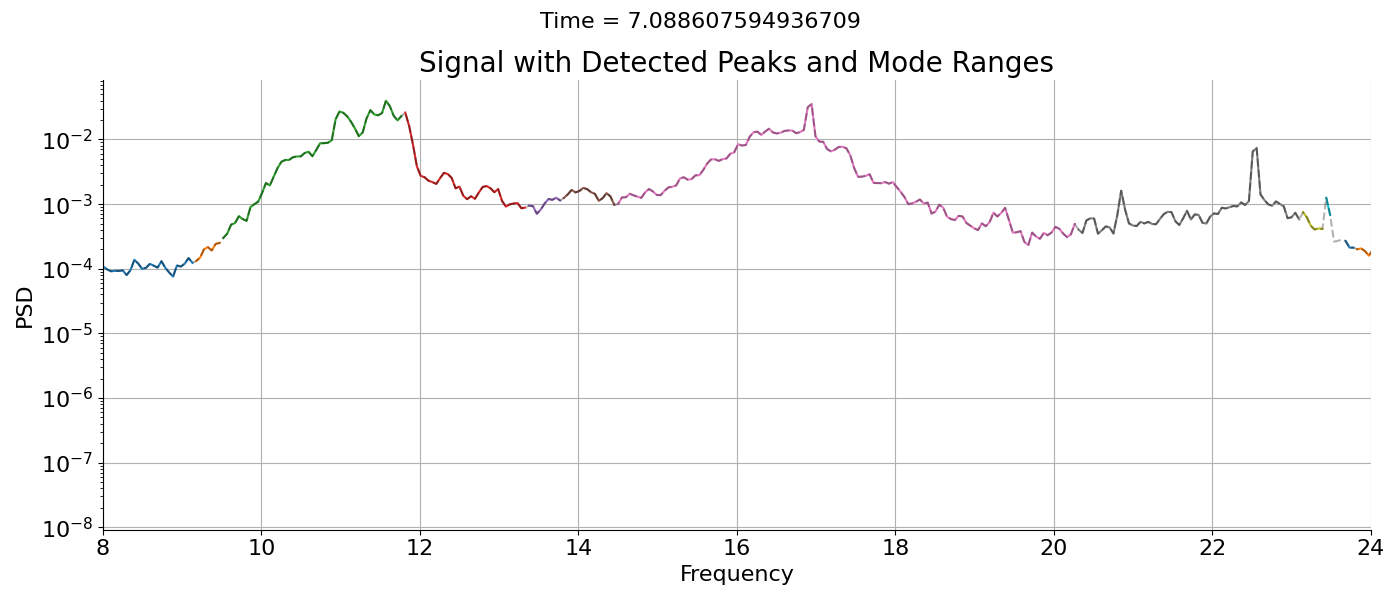 Time = 7.088607594936709
Signal with Detected Peaks and Mode Ranges
PSD
10⁻²
10⁻³
10⁻⁴
10⁻⁵
10⁻⁶
10⁻⁷
10⁻⁸
8 10 12 14 16 18 20 22 24
Frequency